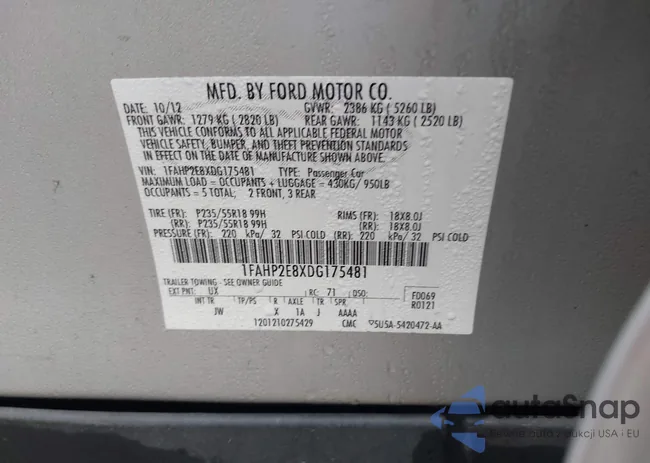 MFD. BY FORD MOTOR CO.
DATE: 10/12 GVWR: 2386 KG ( 5260 LB)
FRONT GAWR: 1279 KG ( 2820 LB) REAR GAWR: 1143 KG ( 2520 LB)
THIS VEHICLE CONFORMS TO ALL APPLICABLE FEDERAL MOTOR
VEHICLE SAFETY, BUMPER, AND THEFT PREVENTION STANDARDS
IN EFFECT ON THE DATE OF MANUFACTURE SHOWN ABOVE.
VIN: 1FAHP2E8XDG175481 TYPE: Passenger Car
MAXIMUM LOAD = OCCUPANTS + LUGGAGE = 430KG/ 950LB
OCCUPANTS = 5 TOTAL; 2 FRONT, 3 REAR
TIRE (FR): P235/55R18 99H RIMS (FR): 18X8.0J
(RR): P235/55R18 99H (RR): 18X8.0J
PRESSURE (FR): 220 kPa/ 32 PSI COLD (RR): 220 kPa/ 32 PSI COLD
1FAHP2E8XDG175481
TRAILER TOWING - SEE OWNER GUIDE
EXT PNT: UX RC: 71 DSO: F0069
INT TR TP/PS R AXLE TR SPR R0121
JW X 1A J AAAA
1201210275429 CMC 5U5A-5420472-AA
autoSnap
aukcji USA - EU